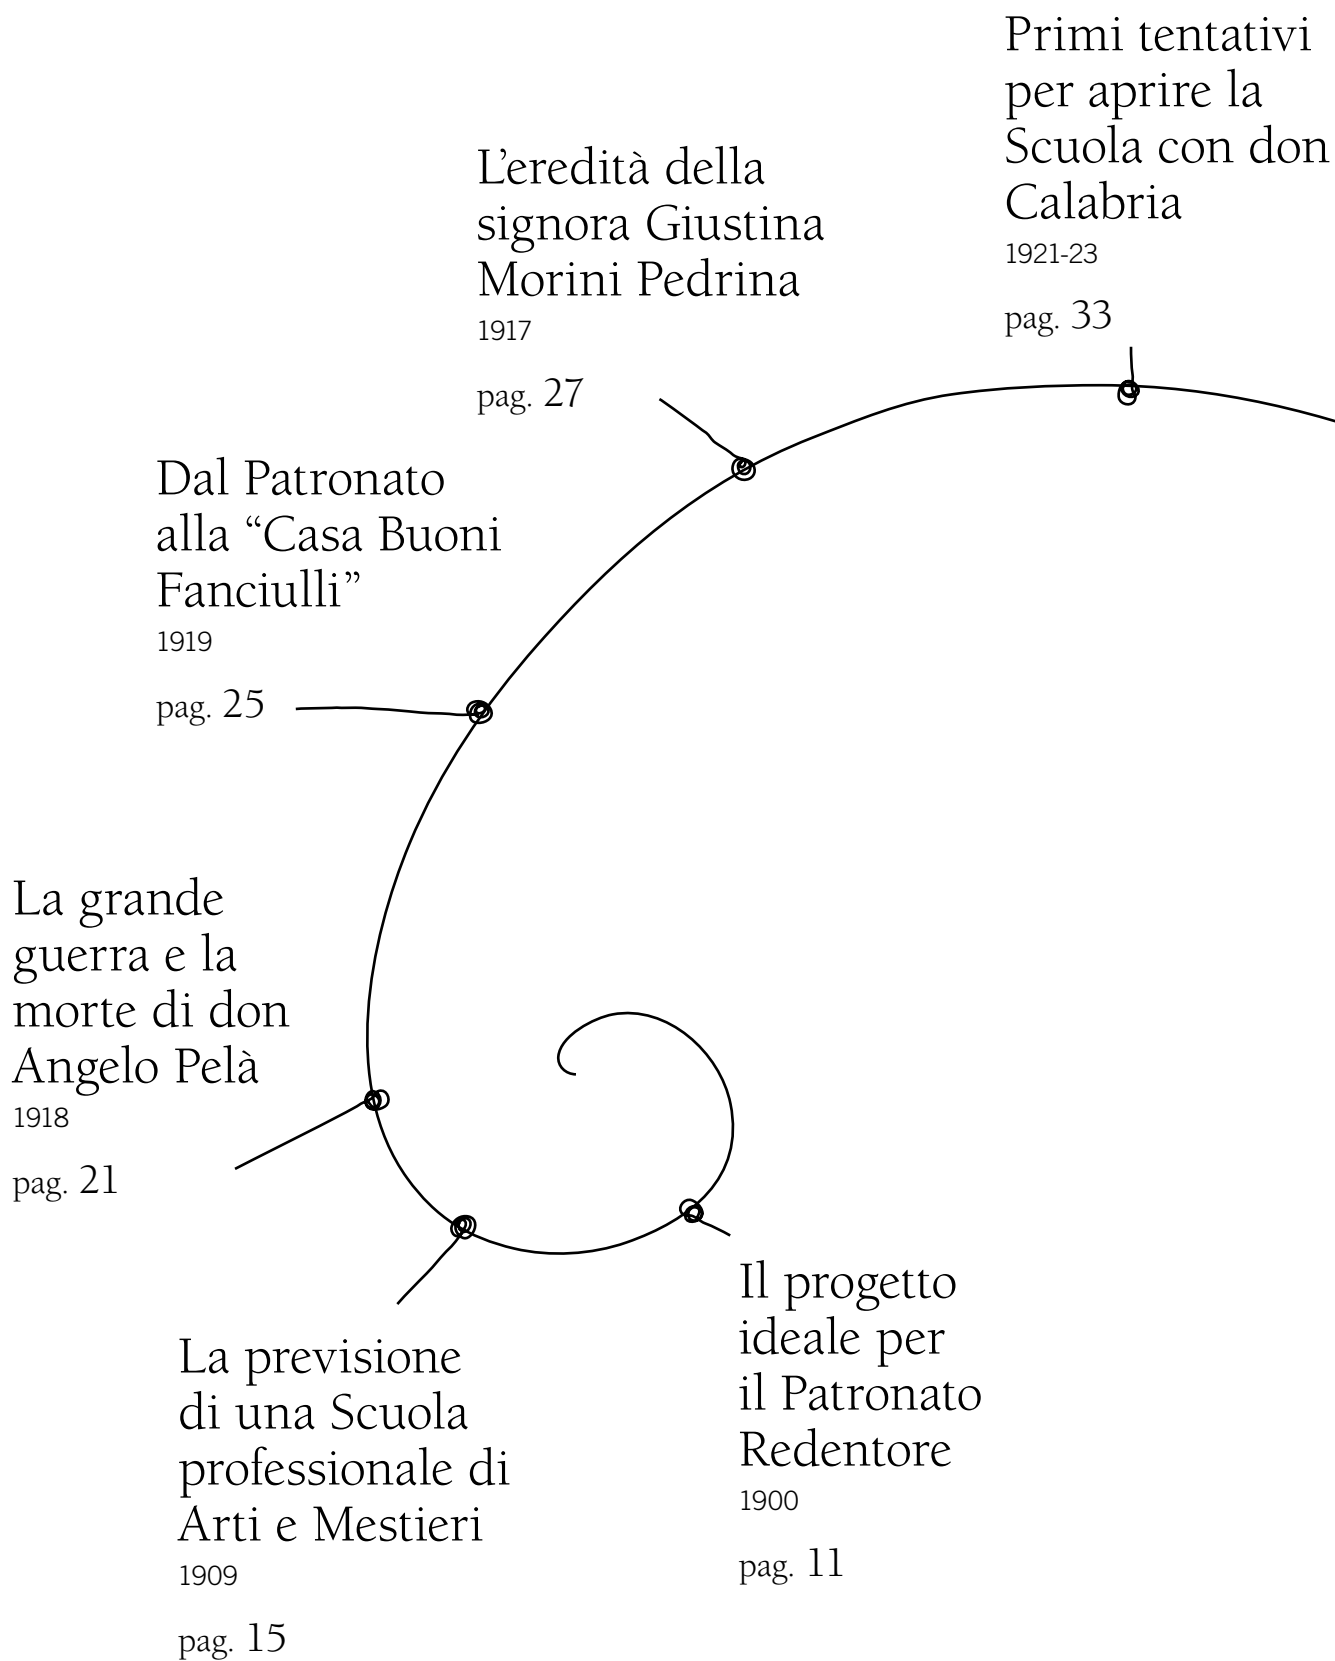 Primi tentativi
per aprire la
Scuola con don
Calabria
1921-23
pag. 33
L’eredità della
signora Giustina
Morini Pedrina
1917
pag. 27
Dal Patronato
alla “Casa Buoni
Fanciulli”
1919
pag. 25
La grande
guerra e la
morte di don
Angelo Pelà
1918
pag. 21
La previsione
di una Scuola
professionale di
Arti e Mestieri
1909
pag. 15
Il progetto
ideale per
il Patronato
Redentore
1900
pag. 11